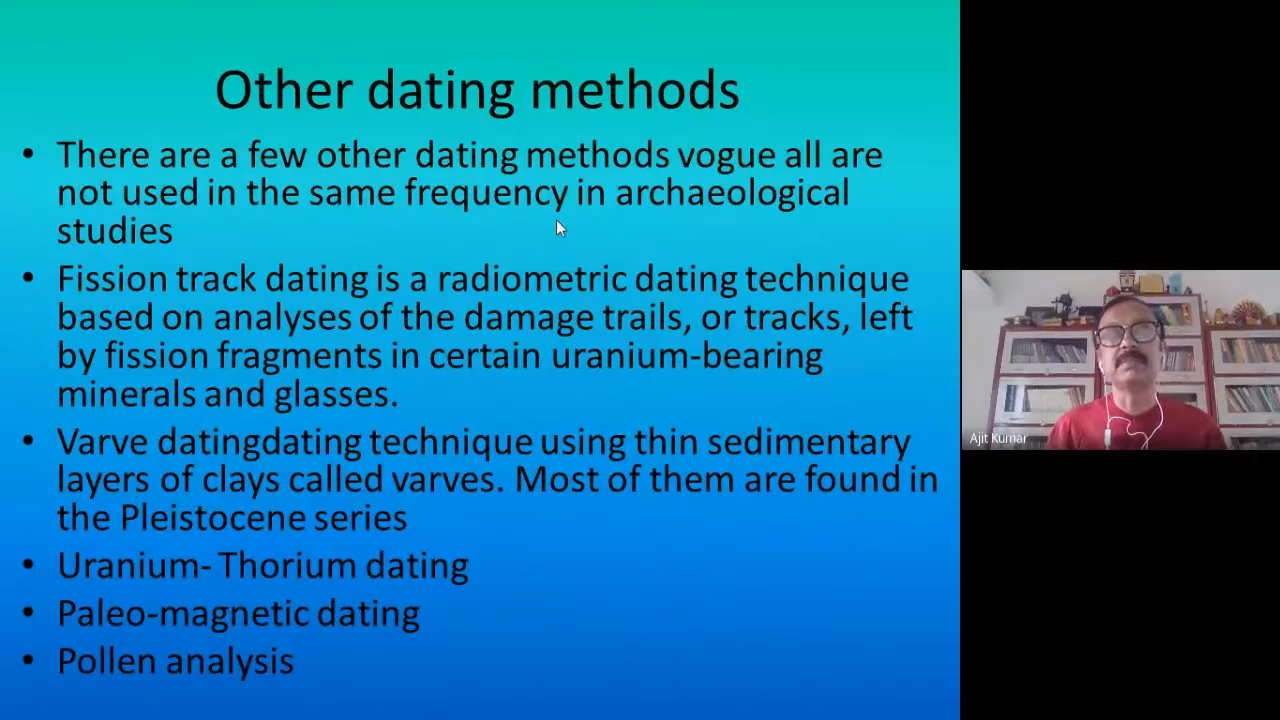 Other dating methods
• There are a few other dating methods vogue all are
not used in the same frequency in archaeological
studies
• Fission track dating is a radiometric dating technique
based on analyses of the damage trails, or tracks, left
by fission fragments in certain uranium-bearing
minerals and glasses.
• Varve datingdating technique using thin sedimentary
layers of clays called varves. Most of them are found in
the Pleistocene series
• Uranium- Thorium dating
• Paleo-magnetic dating
• Pollen analysis
Ajit Kumar